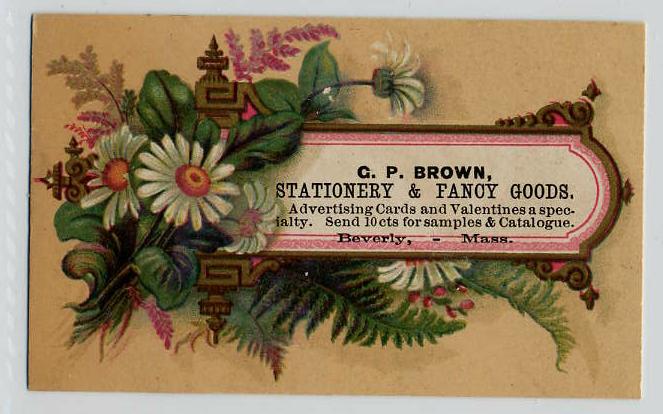 G. P. BROWN,
STATIONERY & FANCY GOODS.
Advertising Cards and Valentines a spec-
ialty. Send 10cts for samples & Catalogue.
Beverly, - Mass.